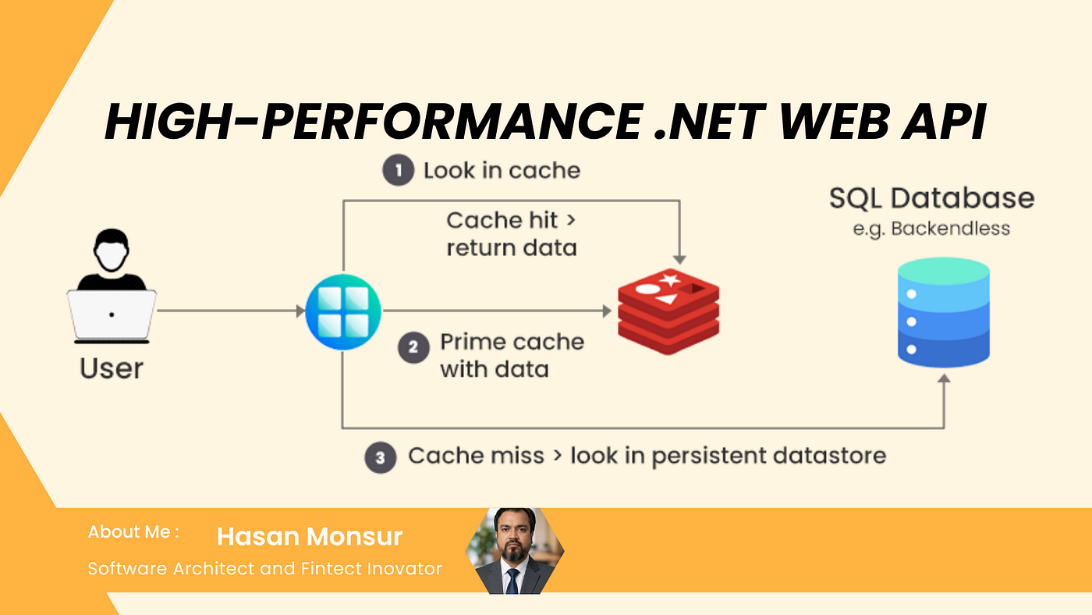 HIGH-PERFORMANCE .NET WEB API
1 Look in cache
Cache hit >
return data
SQL Database
e.g. Backendless
User
2 Prime cache
with data
3 Cache miss > look in persistent datastore
About Me :
Hasan Monsur
Software Architect and Fintect Inovator